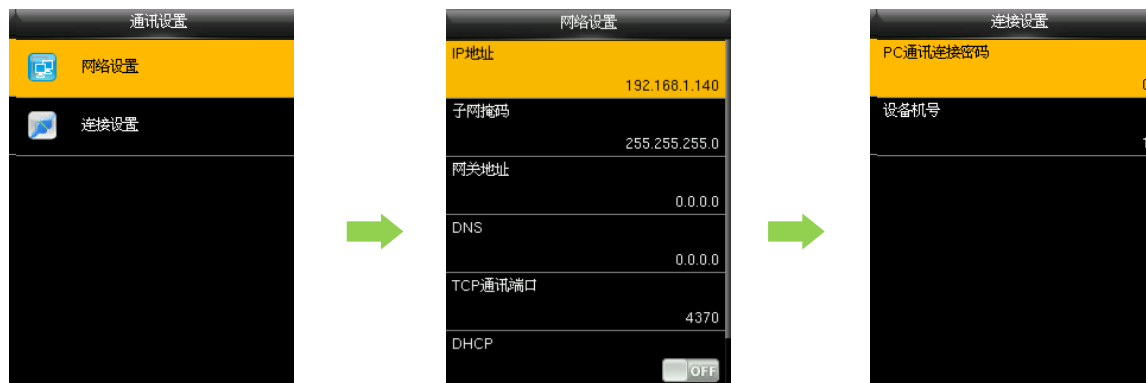 通讯设置
网络设置
连接设置
网络设置
IP地址
192.168.1.140
子网掩码
255.255.255.0
网关地址
0.0.0.0
DNS
0.0.0.0
TCP通讯端口
4370
DHCP
OFF
连接设置
PC通讯连接密码
设备机号